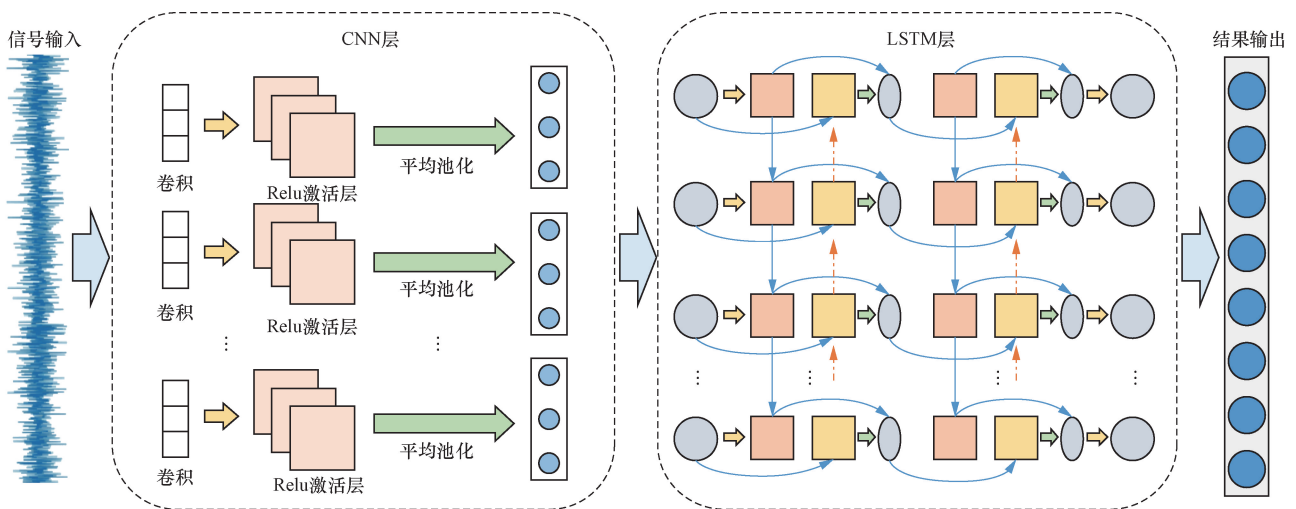 信号输入
CNN层
LSTM层
结果输出
卷积
Relu激活层
平均池化
卷积
Relu激活层
平均池化
⋮
⋮
卷积
Relu激活层
平均池化
⋮
⋮
⋮
⋮